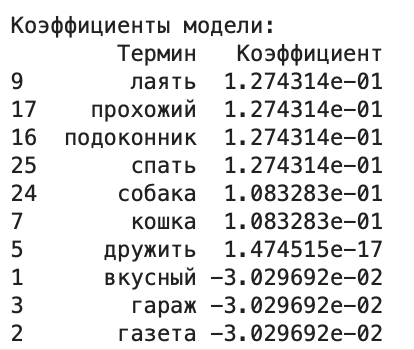 Коэффициенты модели:
Термин Коэффициент
9 лаять 1.274314e-01
17 прохожий 1.274314e-01
16 подоконник 1.274314e-01
25 спать 1.274314e-01
24 собака 1.083283e-01
7 кошка 1.083283e-01
5 дружить 1.474515e-17
1 вкусный -3.029692e-02
3 гараж -3.029692e-02
2 газета -3.029692e-02